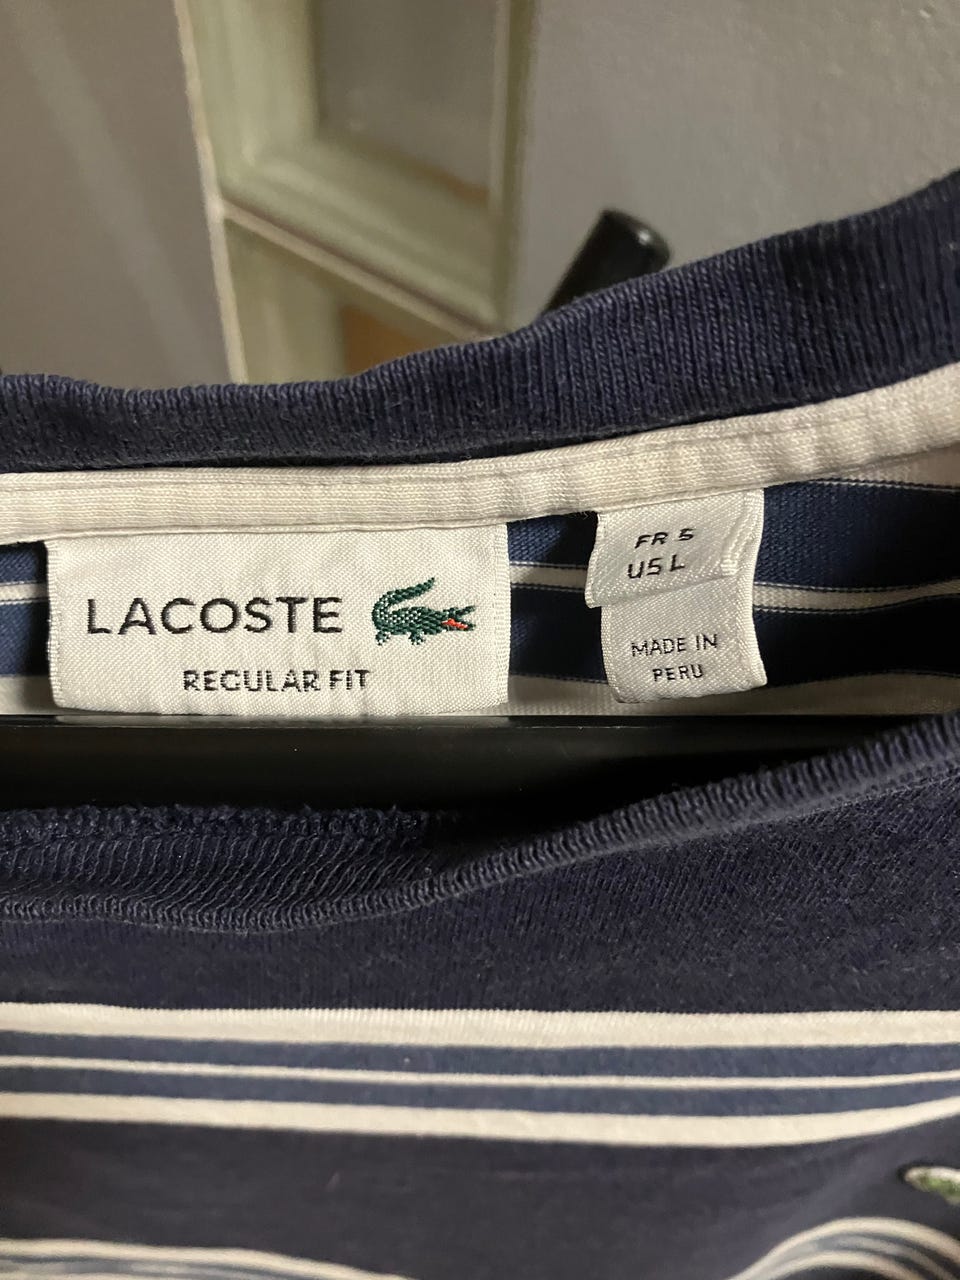 LACOSTE
REGULAR FIT
FR 5
US L
MADE IN
PERU